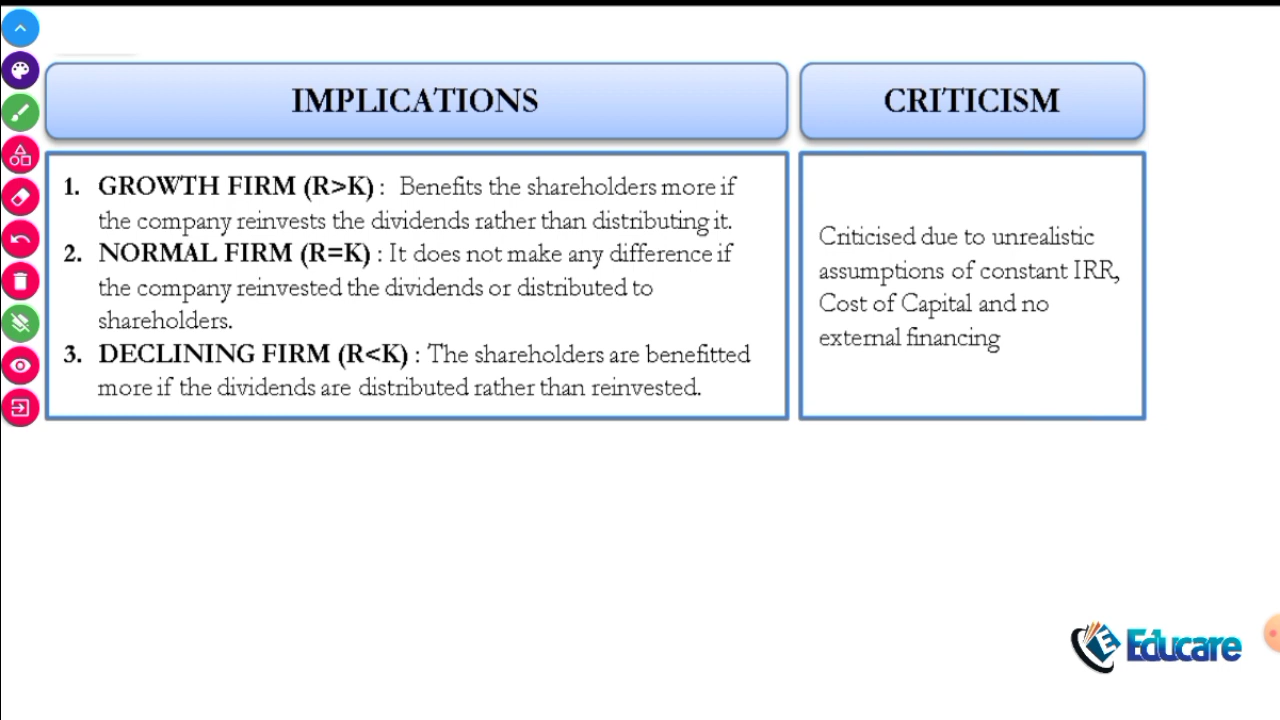 IMPLICATIONS
1. GROWTH FIRM (R>K) : Benefits the shareholders more if
the company reinvests the dividends rather than distributing it.
2. NORMAL FIRM (R=K) : It does not make any difference if
the company reinvested the dividends or distributed to
shareholders.
3. DECLINING FIRM (R<K) : The shareholders are benefitted
more if the dividends are distributed rather than reinvested.
CRITICISM
Criticised due to unrealistic
assumptions of constant IRR,
Cost of Capital and no
external financing
E Educare